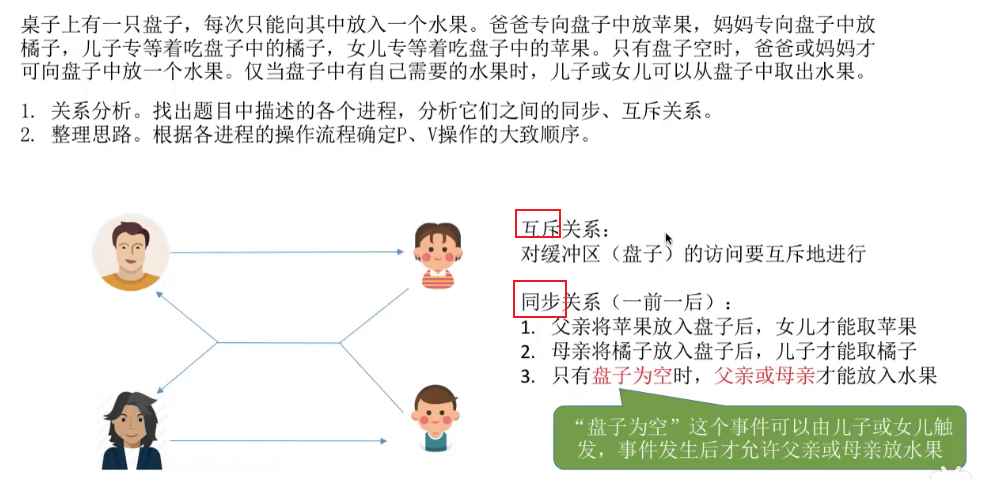 桌子上有一只盘子，每次只能向其中放入一个水果。爸爸专向盘子中放苹果，妈妈专向盘子中放
橘子，儿子专等着吃盘子中的橘子，女儿专等着吃盘子中的苹果。只有盘子空时，爸爸或妈妈才
可向盘子中放一个水果。仅当盘子中有自己需要的水果时，儿子或女儿可以从盘子中取出水果。
1. 关系分析。找出题目中描述的各个进程，分析它们之间的同步、互斥关系。
2. 整理思路。根据各进程的操作流程确定P、V操作的大致顺序。
互斥关系：
对缓冲区（盘子）的访问要互斥地进行
同步关系（一前一后）：
1. 父亲将苹果放入盘子后，女儿才能取苹果
2. 母亲将橘子放入盘子后，儿子才能取橘子
3. 只有盘子为空时，父亲或母亲才能放入水果
“盘子为空”这个事件可以由儿子或女儿触
发，事件发生后才允许父亲或母亲放水果